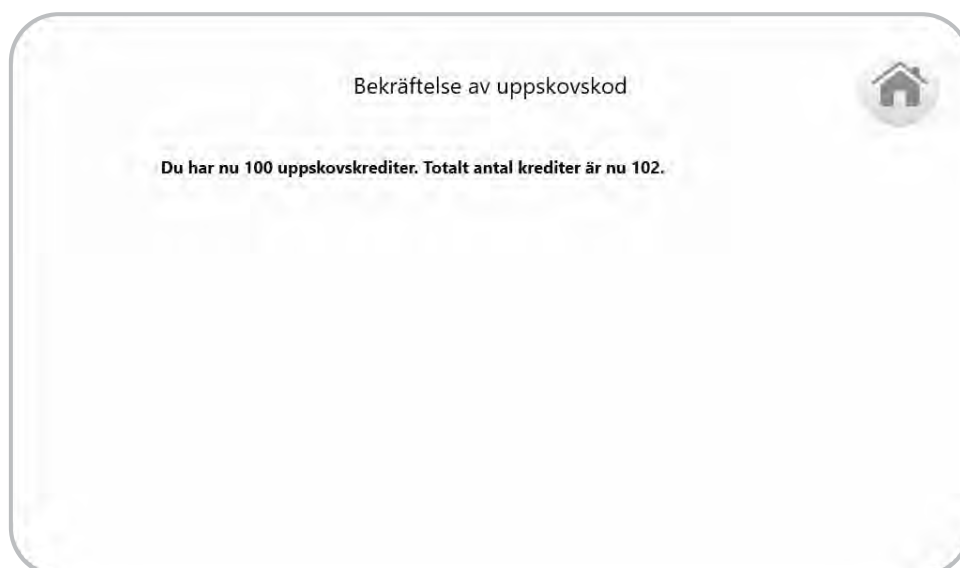 Bekräftelse av uppskovskod
Du har nu 100 uppskovskrediter. Totalt antal krediter är nu 102.